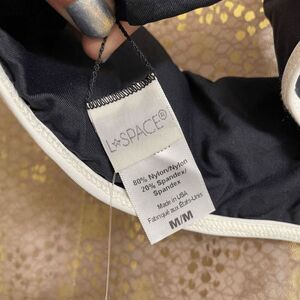 L*SPACE®
80% Nylon/Nylon
20% Spandex/
Spandex
Made in USA
Fabriqué aux États-Unis
M/M